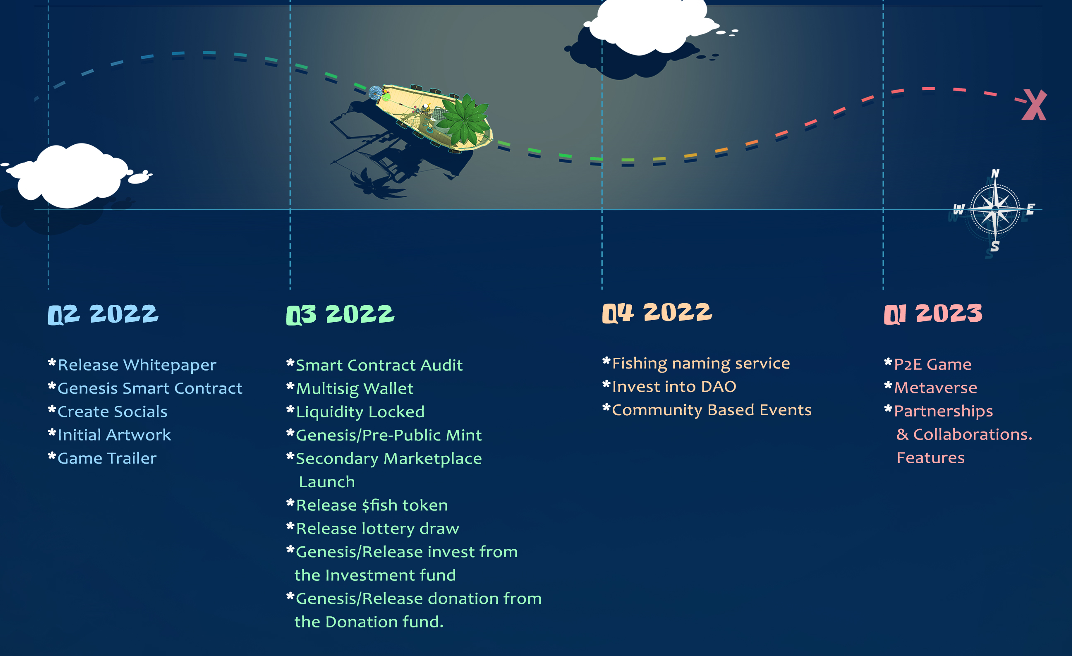 X
N
W E
S
Q2 2022
*Release Whitepaper
*Genesis Smart Contract
*Create Socials
*Initial Artwork
*Game Trailer
Q3 2022
*Smart Contract Audit
*Multisig Wallet
*Liquidity Locked
*Genesis/Pre-Public Mint
*Secondary Marketplace
Launch
*Release $fish token
*Release lottery draw
*Genesis/Release invest from
the Investment fund
*Genesis/Release donation from
the Donation fund.
Q4 2022
*Fishing naming service
*Invest into DAO
*Community Based Events
Q1 2023
*P2E Game
*Metaverse
*Partnerships
& Collaborations.
Features